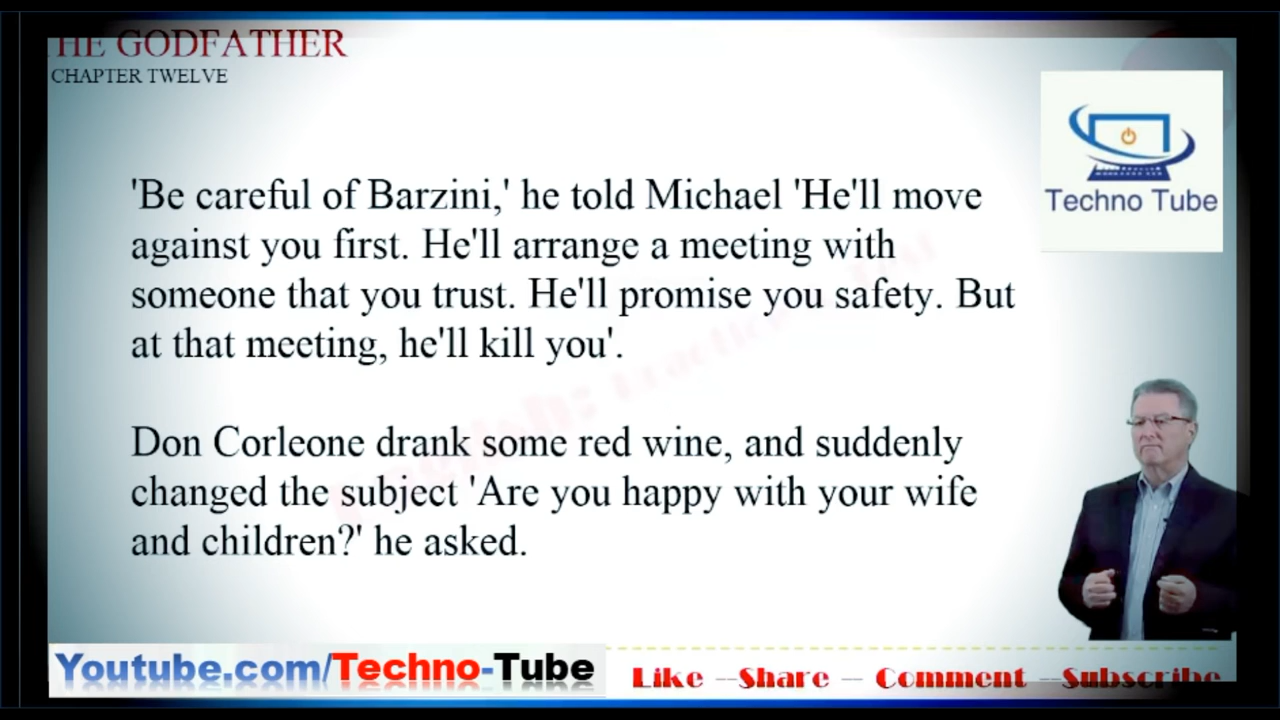 THE GODFATHER
CHAPTER TWELVE
Techno Tube
'Be careful of Barzini,' he told Michael 'He'll move
against you first. He'll arrange a meeting with
someone that you trust. He'll promise you safety. But
at that meeting, he'll kill you'.
Don Corleone drank some red wine, and suddenly
changed the subject 'Are you happy with your wife
and children?' he asked.
Youtube.com/Techno-Tube
Like --Share -- Comment --Subscribe